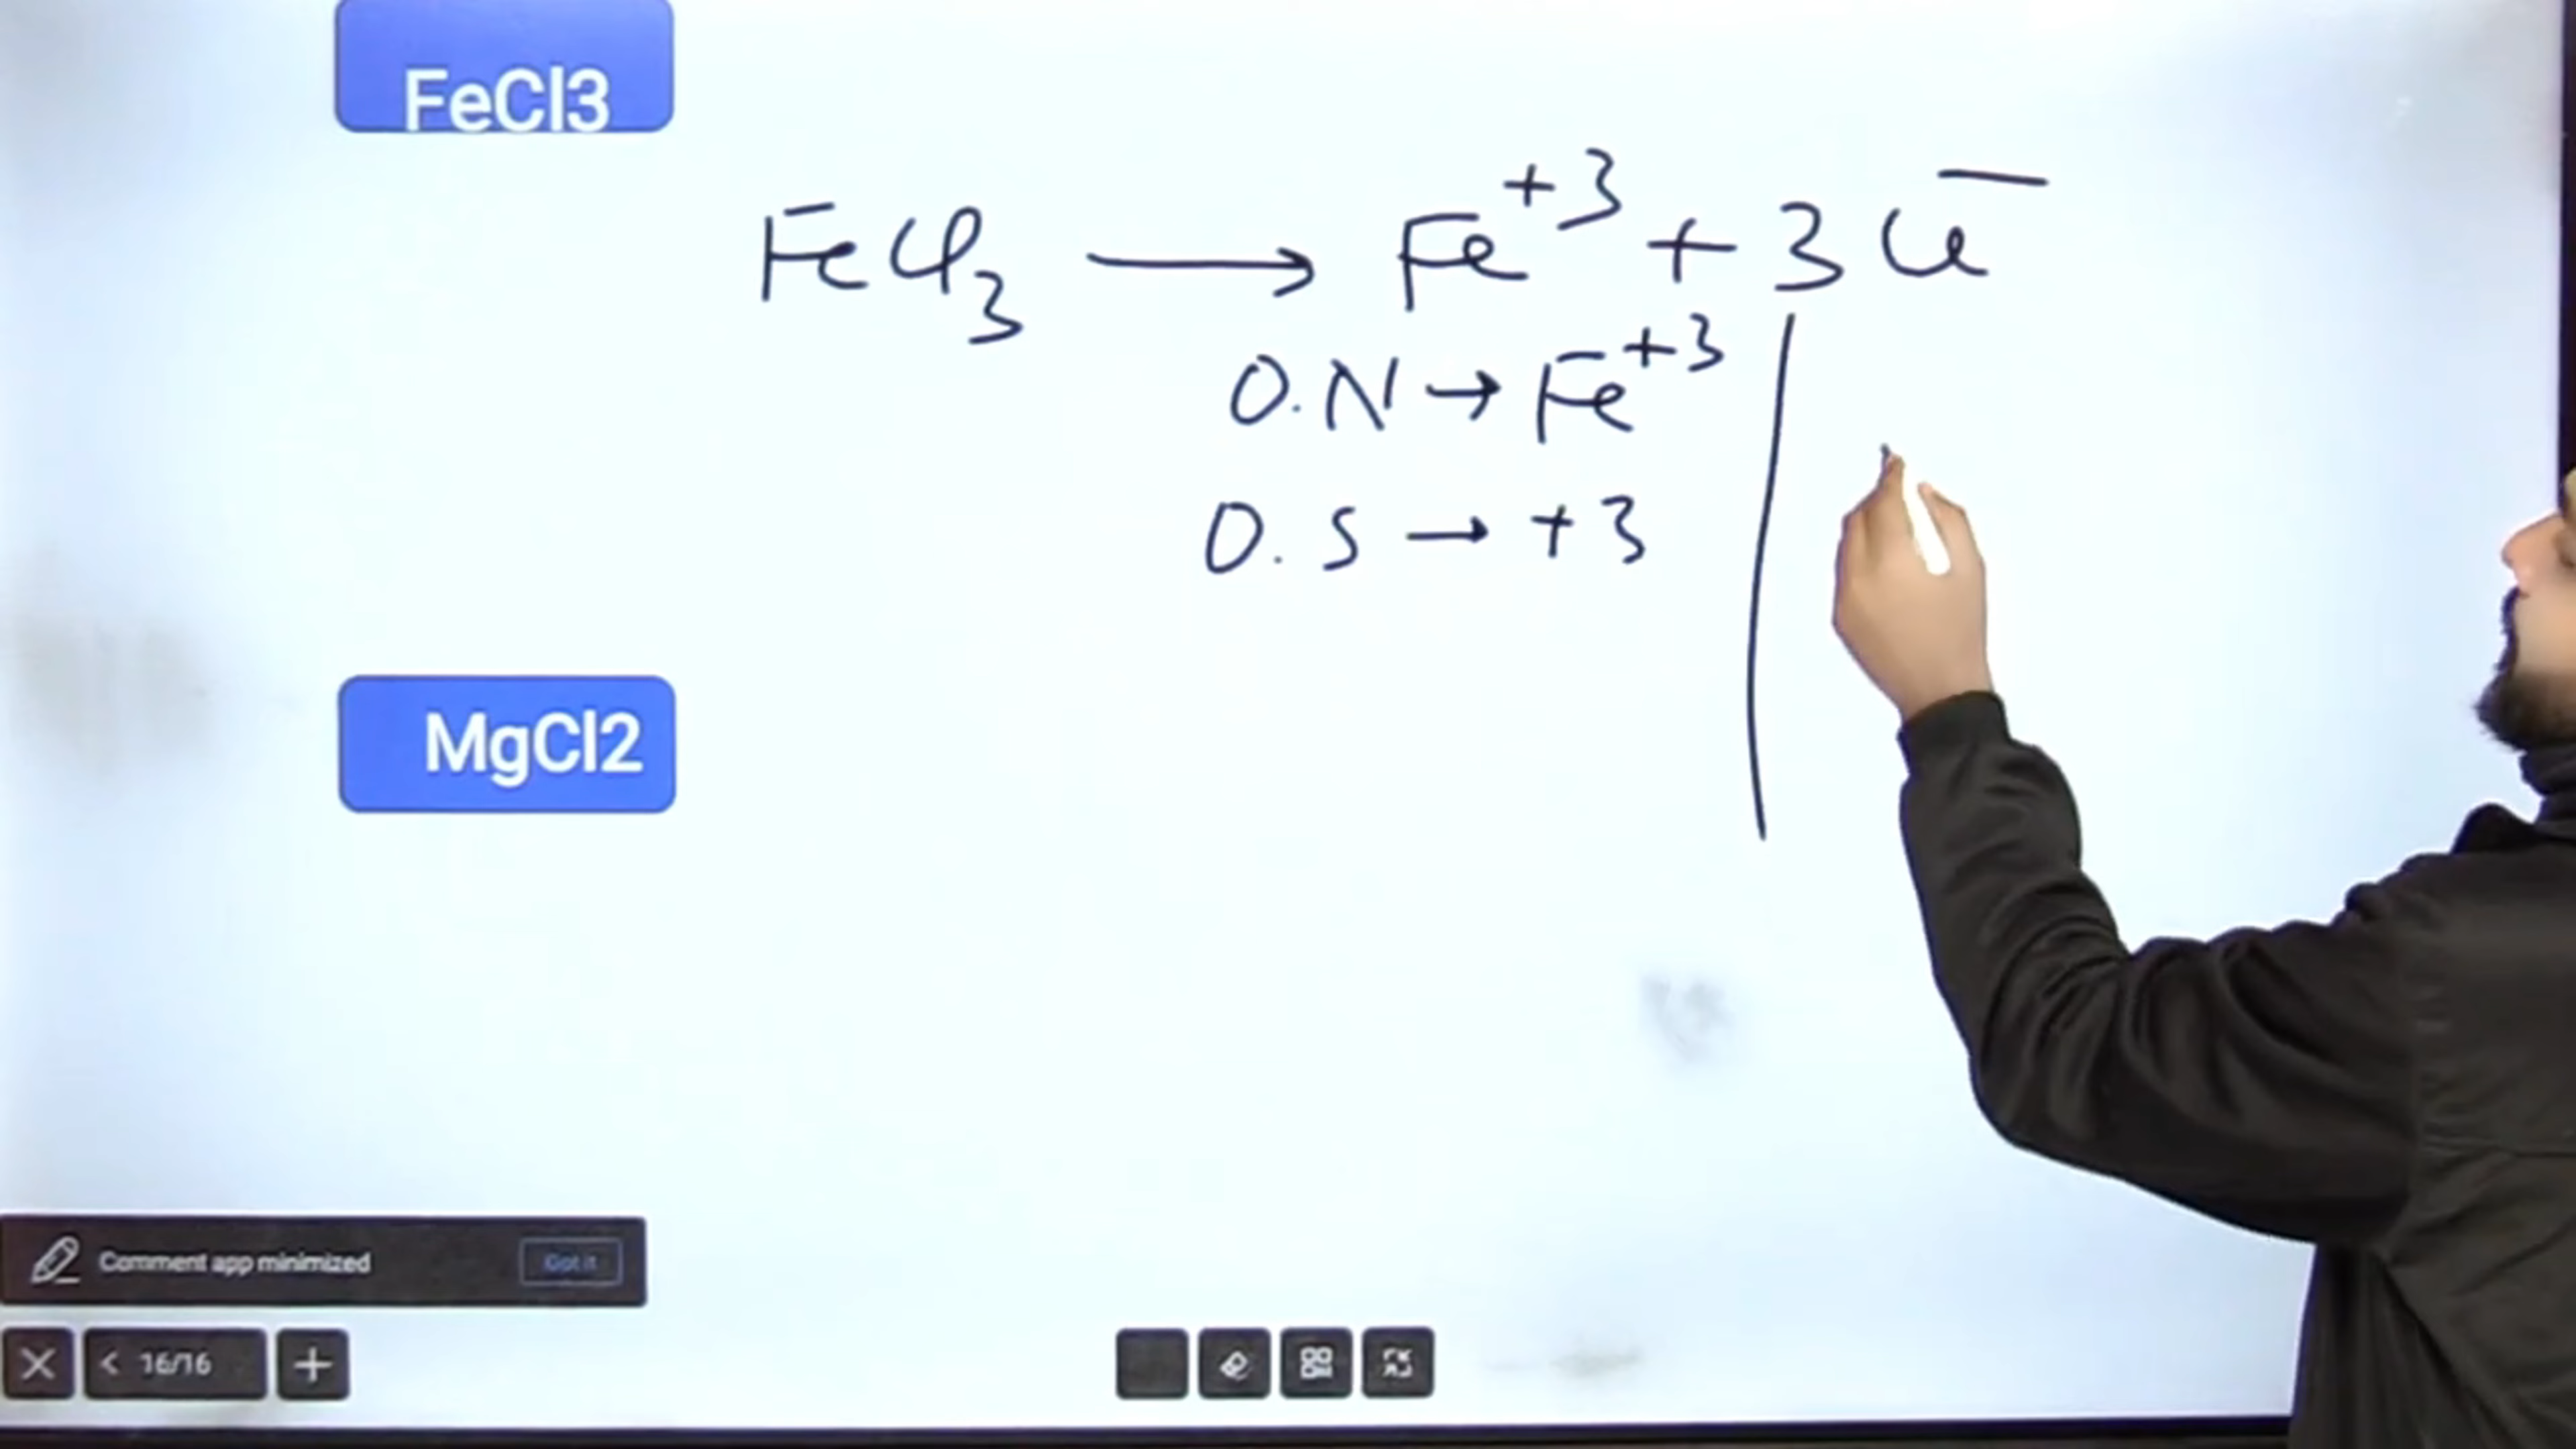 FeCl3
FeCl₃ ⟶ Fe⁺³ + 3Cl⁻
O.N → Fe⁺³
O.S → +3
MgCl2
Comment app minimized Got it
< 16/16 +